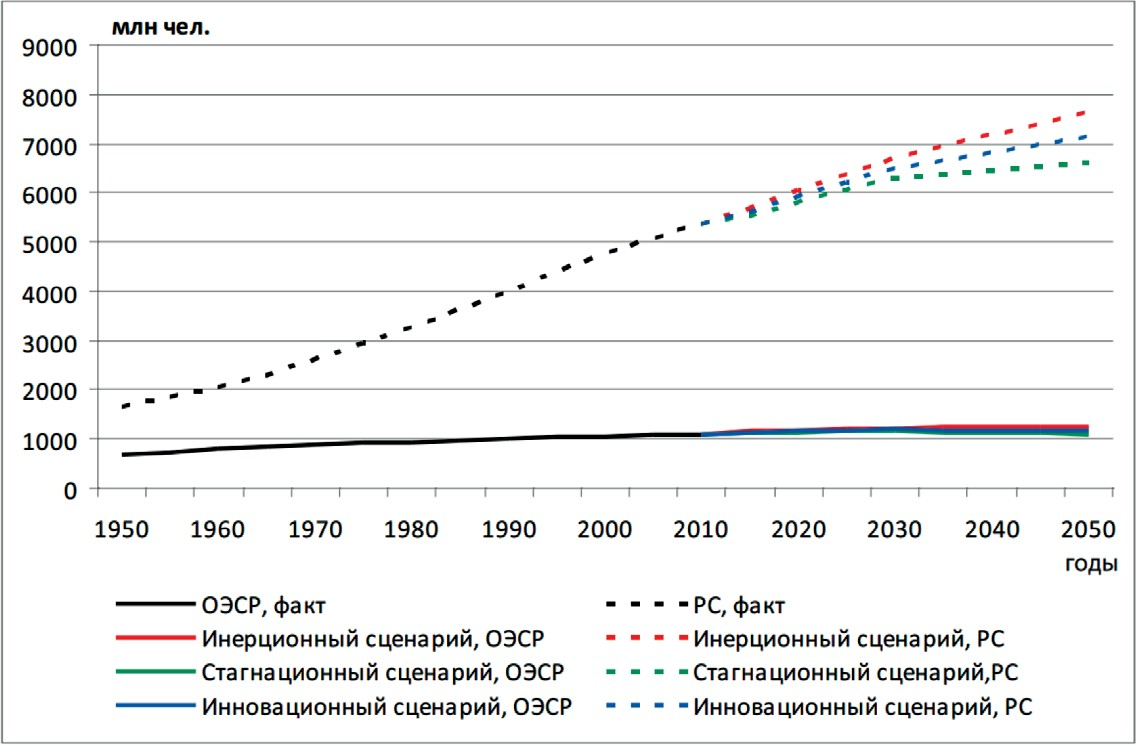 млн чел.
9000
8000
7000
6000
5000
4000
3000
2000
1000
0
1950 1960 1970 1980 1990 2000 2010 2020 2030 2040 2050
годы
ОЭСР, факт РС, факт
Инерционный сценарий, ОЭСР Инерционный сценарий, РС
Стагнационный сценарий, ОЭСР Стагнационный сценарий,РС
Инновационный сценарий, ОЭСР Инновационный сценарий, РС